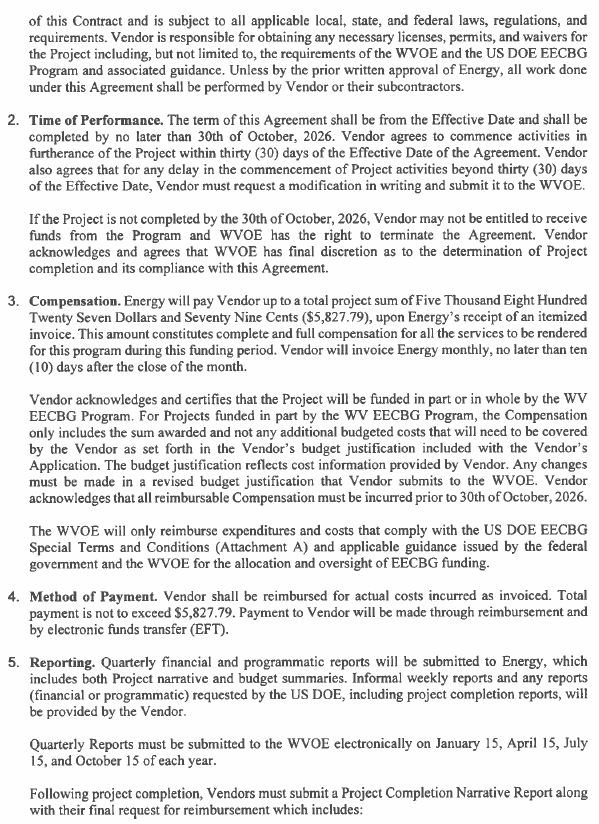 of this Contract and is subject to all applicable local, state, and federal laws, regulations, and
requirements. Vendor is responsible for obtaining any necessary licenses, permits, and waivers for
the Project including, but not limited to, the requirements of the WVOE and the US DOE EECBG
Program and associated guidance. Unless by the prior written approval of Energy, all work done
under this Agreement shall be performed by Vendor or their subcontractors.
2. Time of Performance. The term of this Agreement shall be from the Effective Date and shall be
completed by no later than 30th of October, 2026. Vendor agrees to commence activities in
furtherance of the Project within thirty (30) days of the Effective Date of the Agreement. Vendor
also agrees that for any delay in the commencement of Project activities beyond thirty (30) days
of the Effective Date, Vendor must request a modification in writing and submit it to the WVOE.
If the Project is not completed by the 30th of October, 2026, Vendor may not be entitled to receive
funds from the Program and WVOE has the right to terminate the Agreement. Vendor
acknowledges and agrees that WVOE has final discretion as to the determination of Project
completion and its compliance with this Agreement.
3. Compensation. Energy will pay Vendor up to a total project sum of Five Thousand Eight Hundred
Twenty Seven Dollars and Seventy Nine Cents ($5,827.79), upon Energy's receipt of an itemized
invoice. This amount constitutes complete and full compensation for all the services to be rendered
for this program during this funding period. Vendor will invoice Energy monthly, no later than ten
(10) days after the close of the month.
Vendor acknowledges and certifies that the Project will be funded in part or in whole by the WV
EECBG Program. For Projects funded in part by the WV EECBG Program, the Compensation
only includes the sum awarded and not any additional budgeted costs that will need to be covered
by the Vendor as set forth in the Vendor's budget justification included with the Vendor's
Application. The budget justification reflects cost information provided by Vendor. Any changes
must be made in a revised budget justification that Vendor submits to the WVOE. Vendor
acknowledges that all reimbursable Compensation must be incurred prior to 30th of October, 2026.
The WVOE will only reimburse expenditures and costs that comply with the US DOE EECBG
Special Terms and Conditions (Attachment A) and applicable guidance issued by the federal
government and the WVOE for the allocation and oversight of EECBG funding.
4. Method of Payment. Vendor shall be reimbursed for actual costs incurred as invoiced. Total
payment is not to exceed $5,827.79. Payment to Vendor will be made through reimbursement and
by electronic funds transfer (EFT).
5. Reporting. Quarterly financial and programmatic reports will be submitted to Energy, which
includes both Project narrative and budget summaries. Informal weekly reports and any reports
(financial or programmatic) requested by the US DOE, including project completion reports, will
be provided by the Vendor.
Quarterly Reports must be submitted to the WVOE electronically on January 15, April 15, July
15, and October 15 of each year.
Following project completion, Vendors must submit a Project Completion Narrative Report along
with their final request for reimbursement which includes: